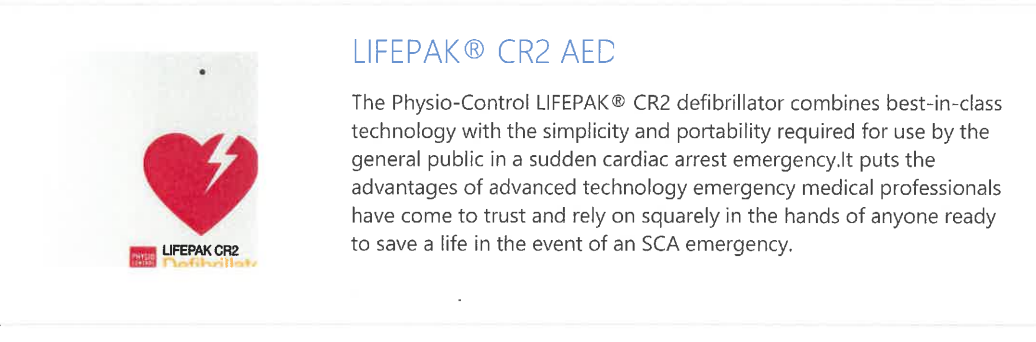 LIFEPAK® CR2 AED
The Physio-Control LIFEPAK® CR2 defibrillator combines best-in-class
technology with the simplicity and portability required for use by the
general public in a sudden cardiac arrest emergency.It puts the
advantages of advanced technology emergency medical professionals
have come to trust and rely on squarely in the hands of anyone ready
to save a life in the event of an SCA emergency.
LIFEPAK CR2
PHYSIO
CONTROL
Defibrillato